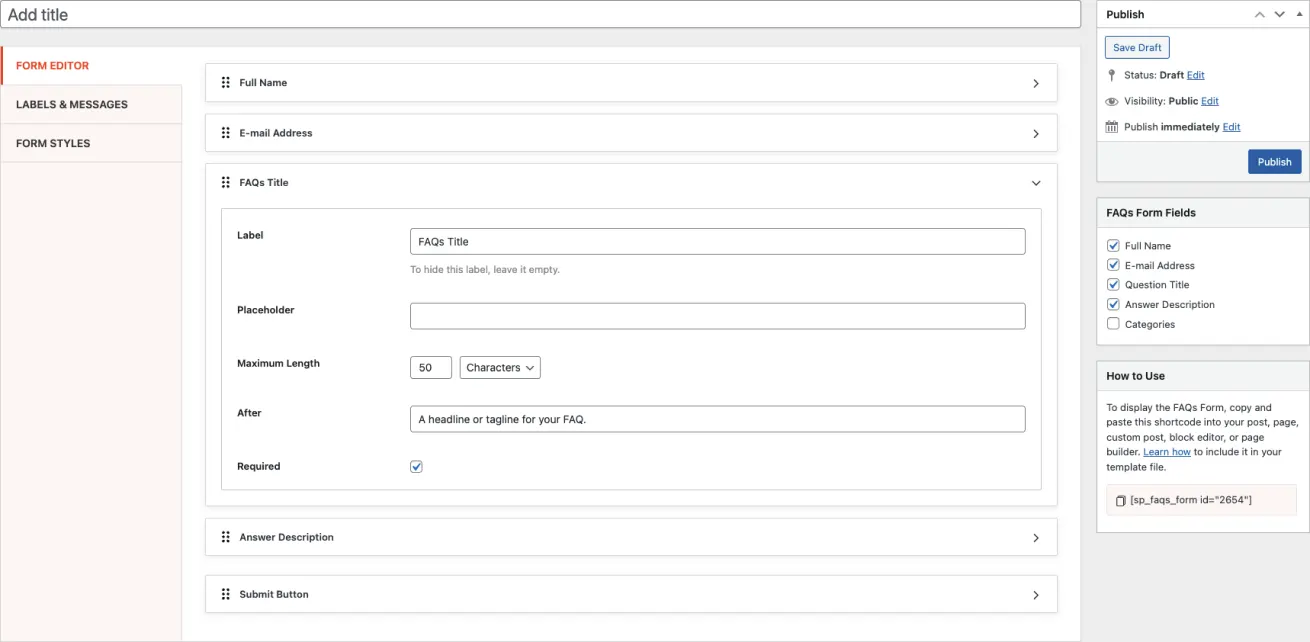 Add title
FORM EDITOR
LABELS & MESSAGES
FORM STYLES
Full Name
E-mail Address
FAQs Title
Label
FAQs Title
To hide this label, leave it empty.
Placeholder
Maximum Length
50
Characters
After
A headline or tagline for your FAQ.
Required
Answer Description
Submit Button
Publish
Save Draft
Status: Draft Edit
Visibility: Public Edit
Publish immediately Edit
Publish
FAQs Form Fields
Full Name
E-mail Address
Question Title
Answer Description
Categories
How to Use
To display the FAQs Form, copy and
paste this shortcode into your post, page,
custom post, block editor, or page
builder. Learn how to include it in your
template file.
[sp_faqs_form id="2654"]